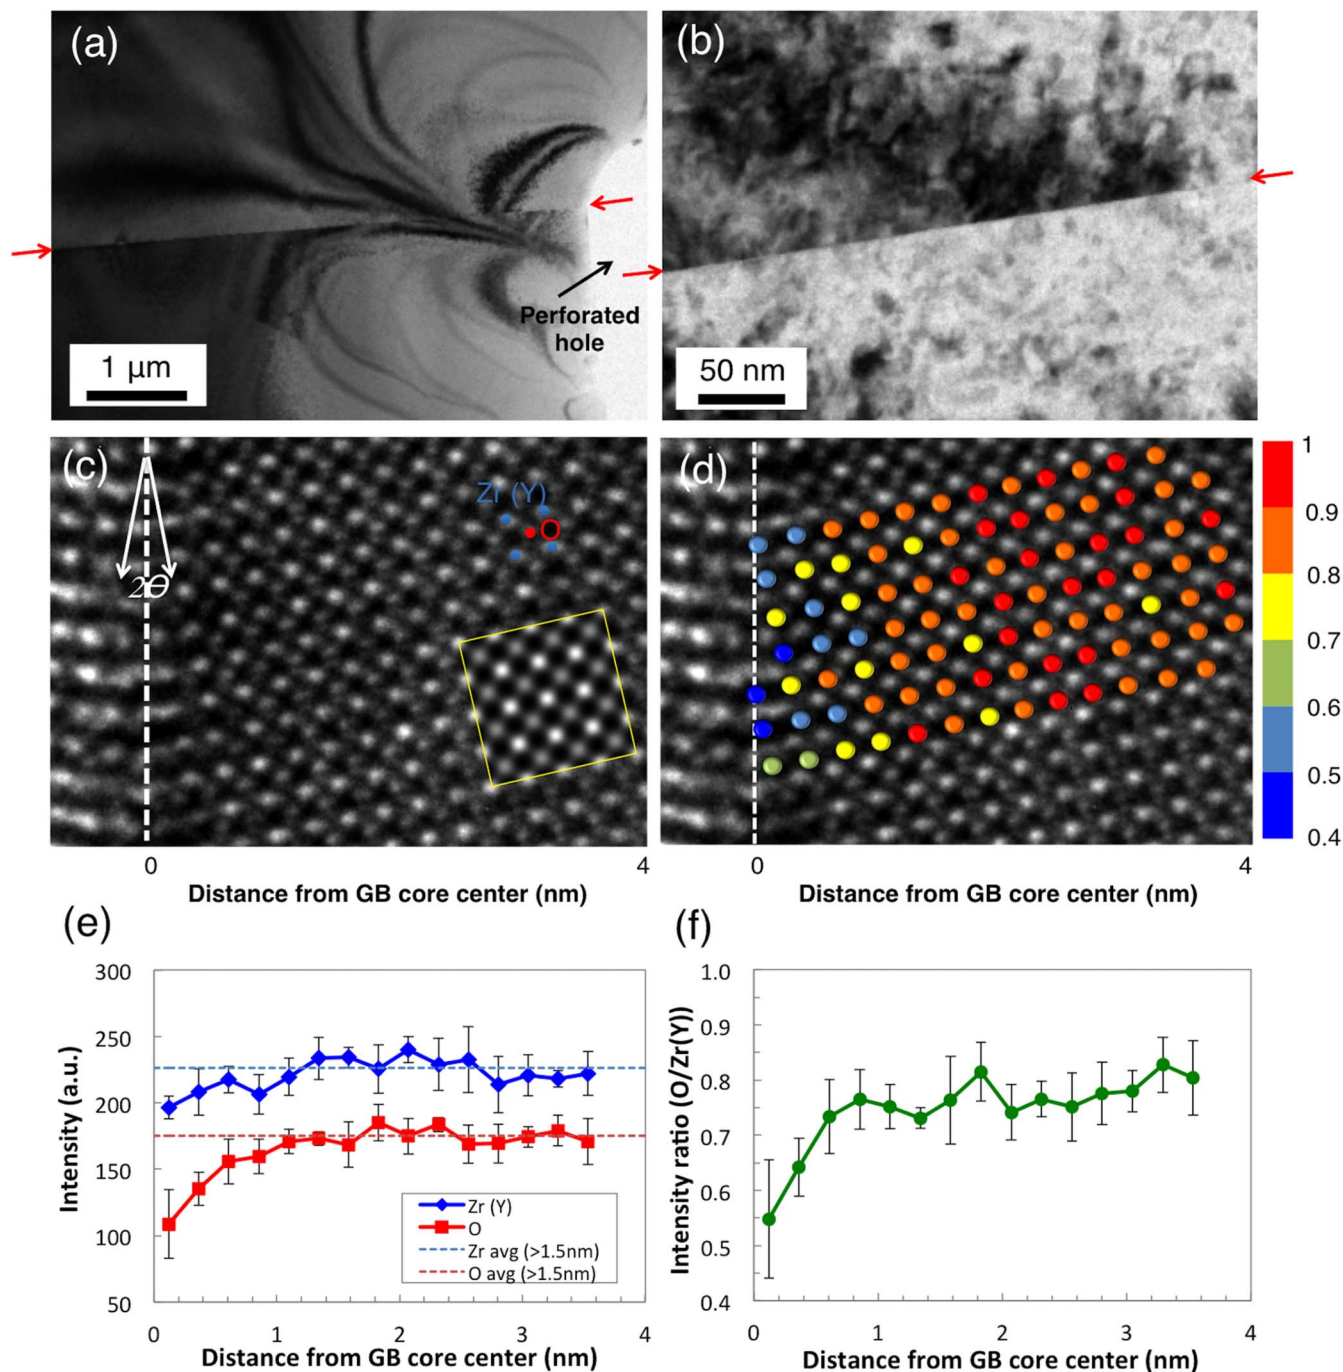 (a)
Perforated
hole
1 μm
(b)
50 nm
(c)
Zr (Y)
O
2θ
0
4
Distance from GB core center (nm)
(d)
1
0.9
0.8
0.7
0.6
0.5
0.4
0
4
Distance from GB core center (nm)
(e)
300
250
200
150
100
50
Intensity (a.u.)
Zr (Y)
O
Zr avg (>1.5nm)
O avg (>1.5nm)
0
1
2
3
4
Distance from GB core center (nm)
(f)
1.0
0.9
0.8
0.7
0.6
0.5
0.4
Intensity ratio (O/Zr(Y))
0
1
2
3
4
Distance from GB core center (nm)